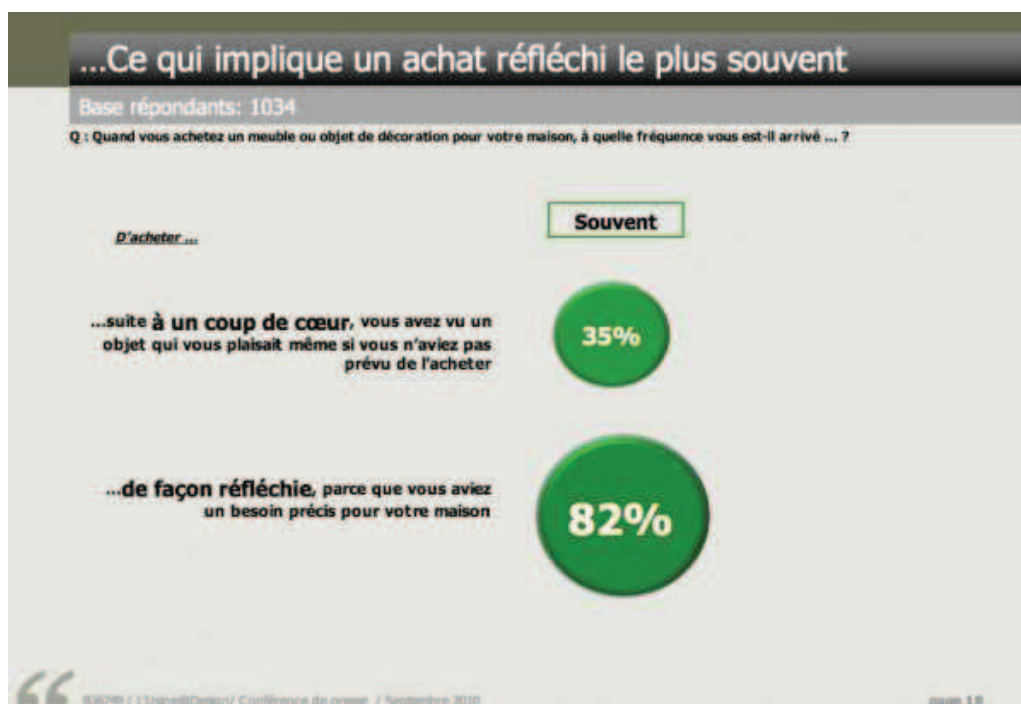 ...Ce qui implique un achat réfléchi le plus souvent
Base répondants: 1034
Q : Quand vous achetez un meuble ou objet de décoration pour votre maison, à quelle fréquence vous est-il arrivé ... ?
Souvent
D'acheter ...
...suite à un coup de cœur, vous avez vu un
objet qui vous plaisait même si vous n'aviez pas
prévu de l'acheter
35%
...de façon réfléchie, parce que vous aviez
un besoin précis pour votre maison
82%
/ L'Usine@Design/ Conférence de presse / Septembre 2010
page